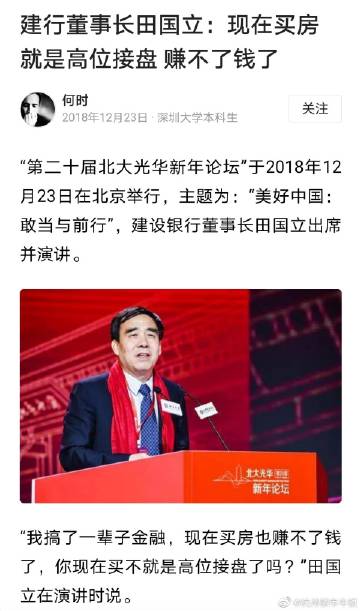 建行董事长田国立：现在买房
就是高位接盘 赚不了钱了
何时
2018年12月23日·深圳大学本科生
关注
“第二十届北大光华新年论坛”于2018年12
月23日在北京举行，主题为：”美好中国：
敢当与前行”，建设银行董事长田国立出席
并演讲。
北大光华
新年论坛
“我搞了一辈子金融，现在买房也赚不了钱
了，你现在买不就是高位接盘了吗？”田国
立在演讲时说。